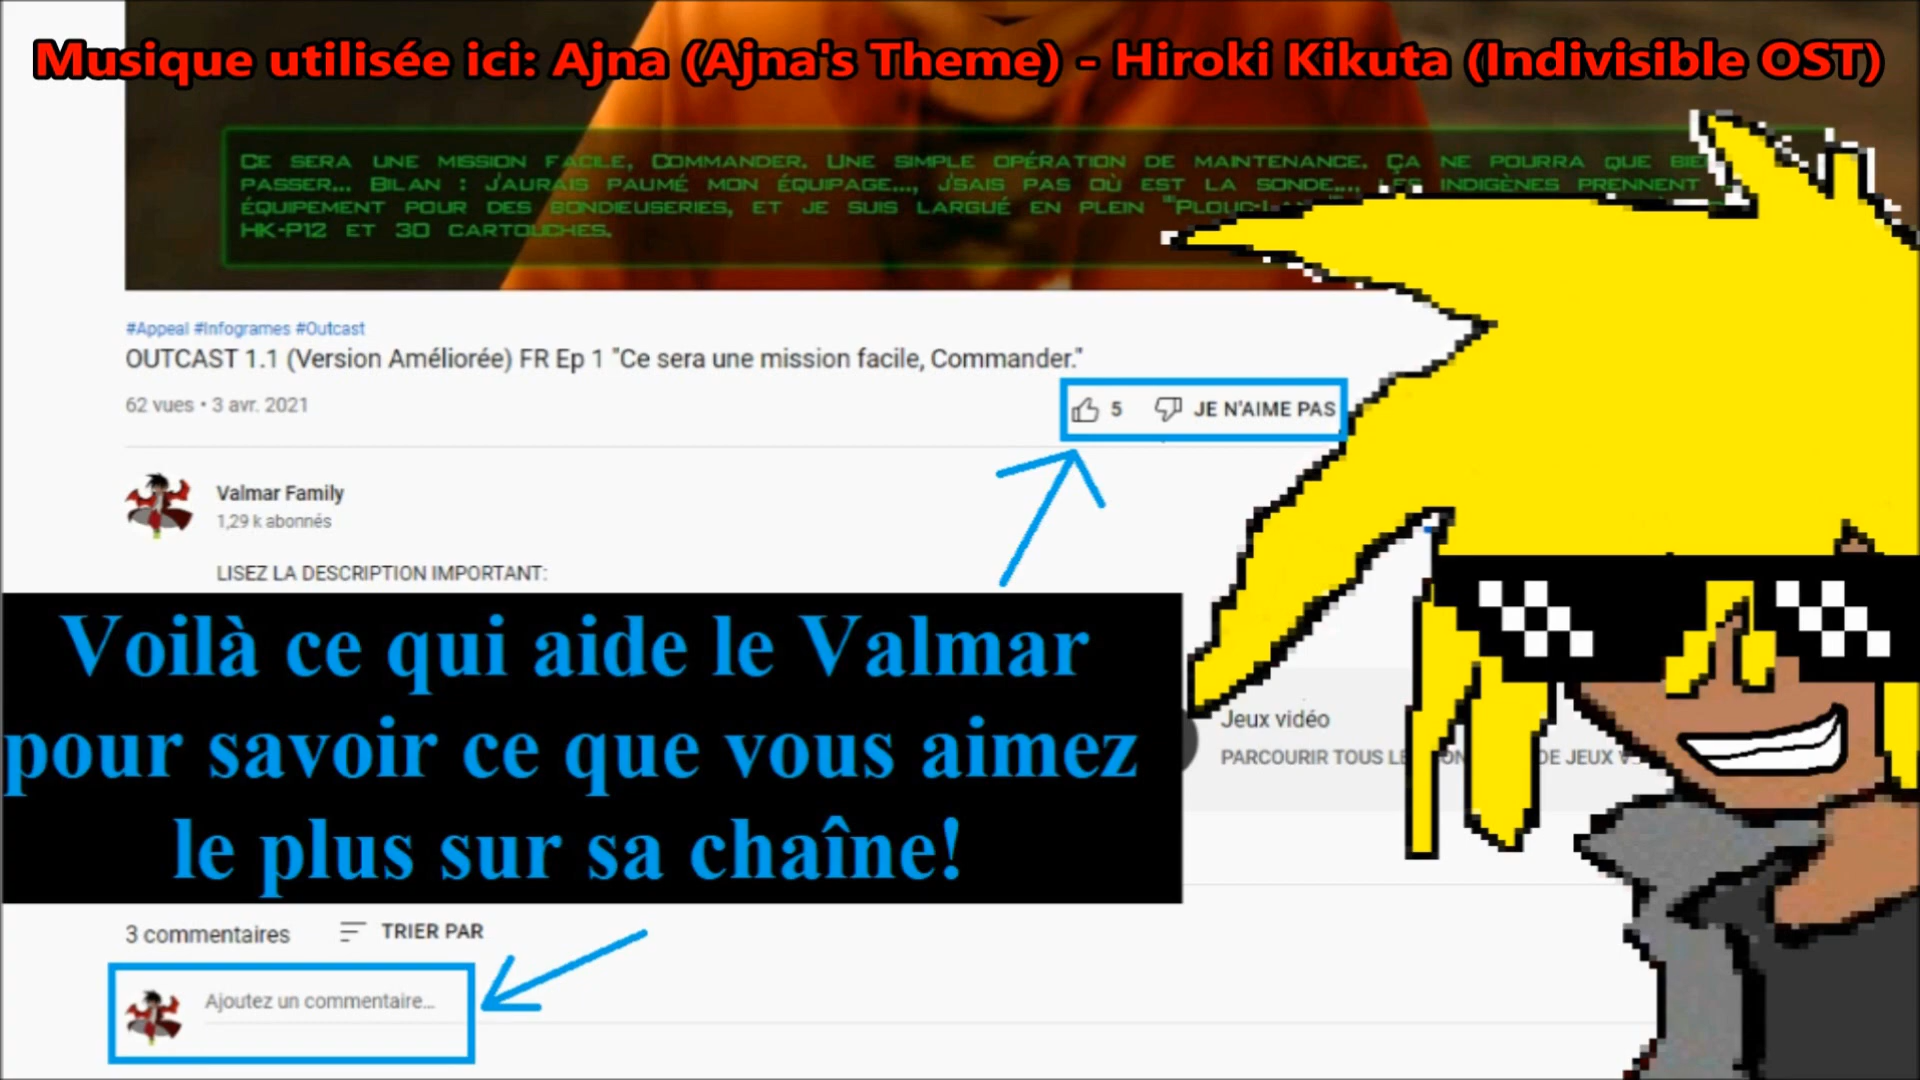 Musique utilisée ici: Ajna (Ajna's Theme) - Hiroki Kikuta (Indivisible OST)
CE SERA UNE MISSION FACILE, COMMANDER. UNE SIMPLE OPÉRATION DE MAINTENANCE. ÇA NE POURRA QUE
PASSER... BILAN : J'AURAIS PAUMÉ MON ÉQUIPAGE..., J'SAIS PAS OÙ EST LA SONDE..., LES INDIGÈNES PRENNENT
ÉQUIPEMENT POUR DES BONDIEUSERIES, ET JE SUIS LARGUÉ EN PLEIN
HK-P12 ET 30 CARTOUCHES.
#Appeal #Infogrames #Outcast
OUTCAST 1.1 (Version Améliorée) FR Ep 1 "Ce sera une mission facile, Commander."
62 vues • 3 avr. 2021
5 JE N'AIME PAS
Valmar Family
1,29 k abonnés
LISEZ LA DESCRIPTION IMPORTANT:
Voilà ce qui aide le Valmar
pour savoir ce que vous aimez
le plus sur sa chaîne!
Jeux vidéo
PARCOURIR TOUS DE JEUX
3 commentaires TRIER PAR
Ajoutez un commentaire...